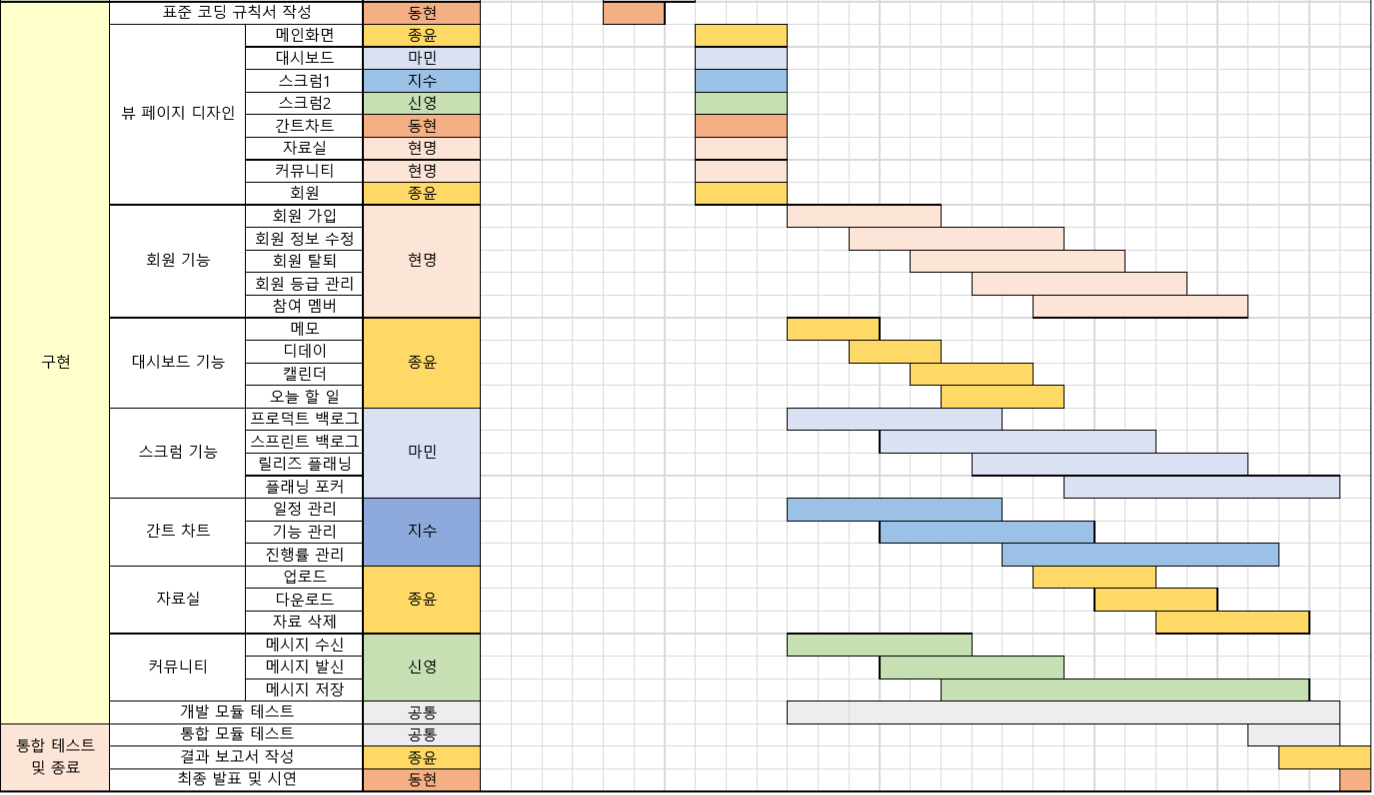 표준 코딩 규칙서 작성 동현
구현
뷰 페이지 디자인
메인화면 종윤
대시보드 마민
스크럼1 지수
스크럼2 신영
간트차트 동현
자료실 현명
커뮤니티 현명
회원 종윤
회원 기능
회원 가입
회원 정보 수정
회원 탈퇴
회원 등급 관리
참여 멤버
현명
대시보드 기능
메모
디데이
캘린더
오늘 할 일
종윤
스크럼 기능
프로덕트 백로그
스프린트 백로그
릴리즈 플래닝
플래닝 포커
마민
간트 차트
일정 관리
기능 관리
진행률 관리
지수
자료실
업로드
다운로드
자료 삭제
종윤
커뮤니티
메시지 수신
메시지 발신
메시지 저장
신영
개발 모듈 테스트 공통
통합 테스트
및 종료
통합 모듈 테스트 공통
결과 보고서 작성 종윤
최종 발표 및 시연 동현